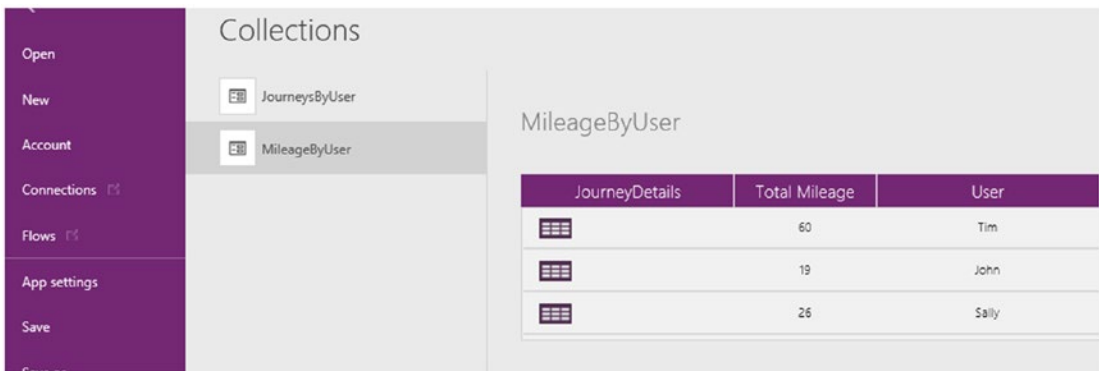 Collections
Open
New
Account
Connections
Flows
App settings
Save
JourneysByUser
MileageByUser
MileageByUser
JourneyDetails Total Mileage User
60 Tim
19 John
26 Sally